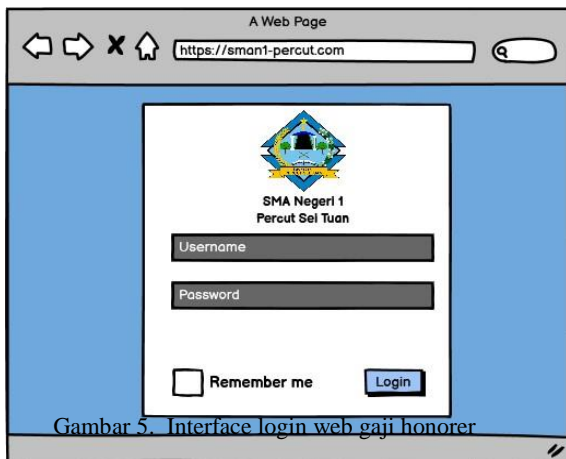 A Web Page
https://sman1-percut.com
SMA Negeri 1
Percut Sei Tuan
Username
Password
Remember me
Login
Gambar 5. Interface login web gaji honorer